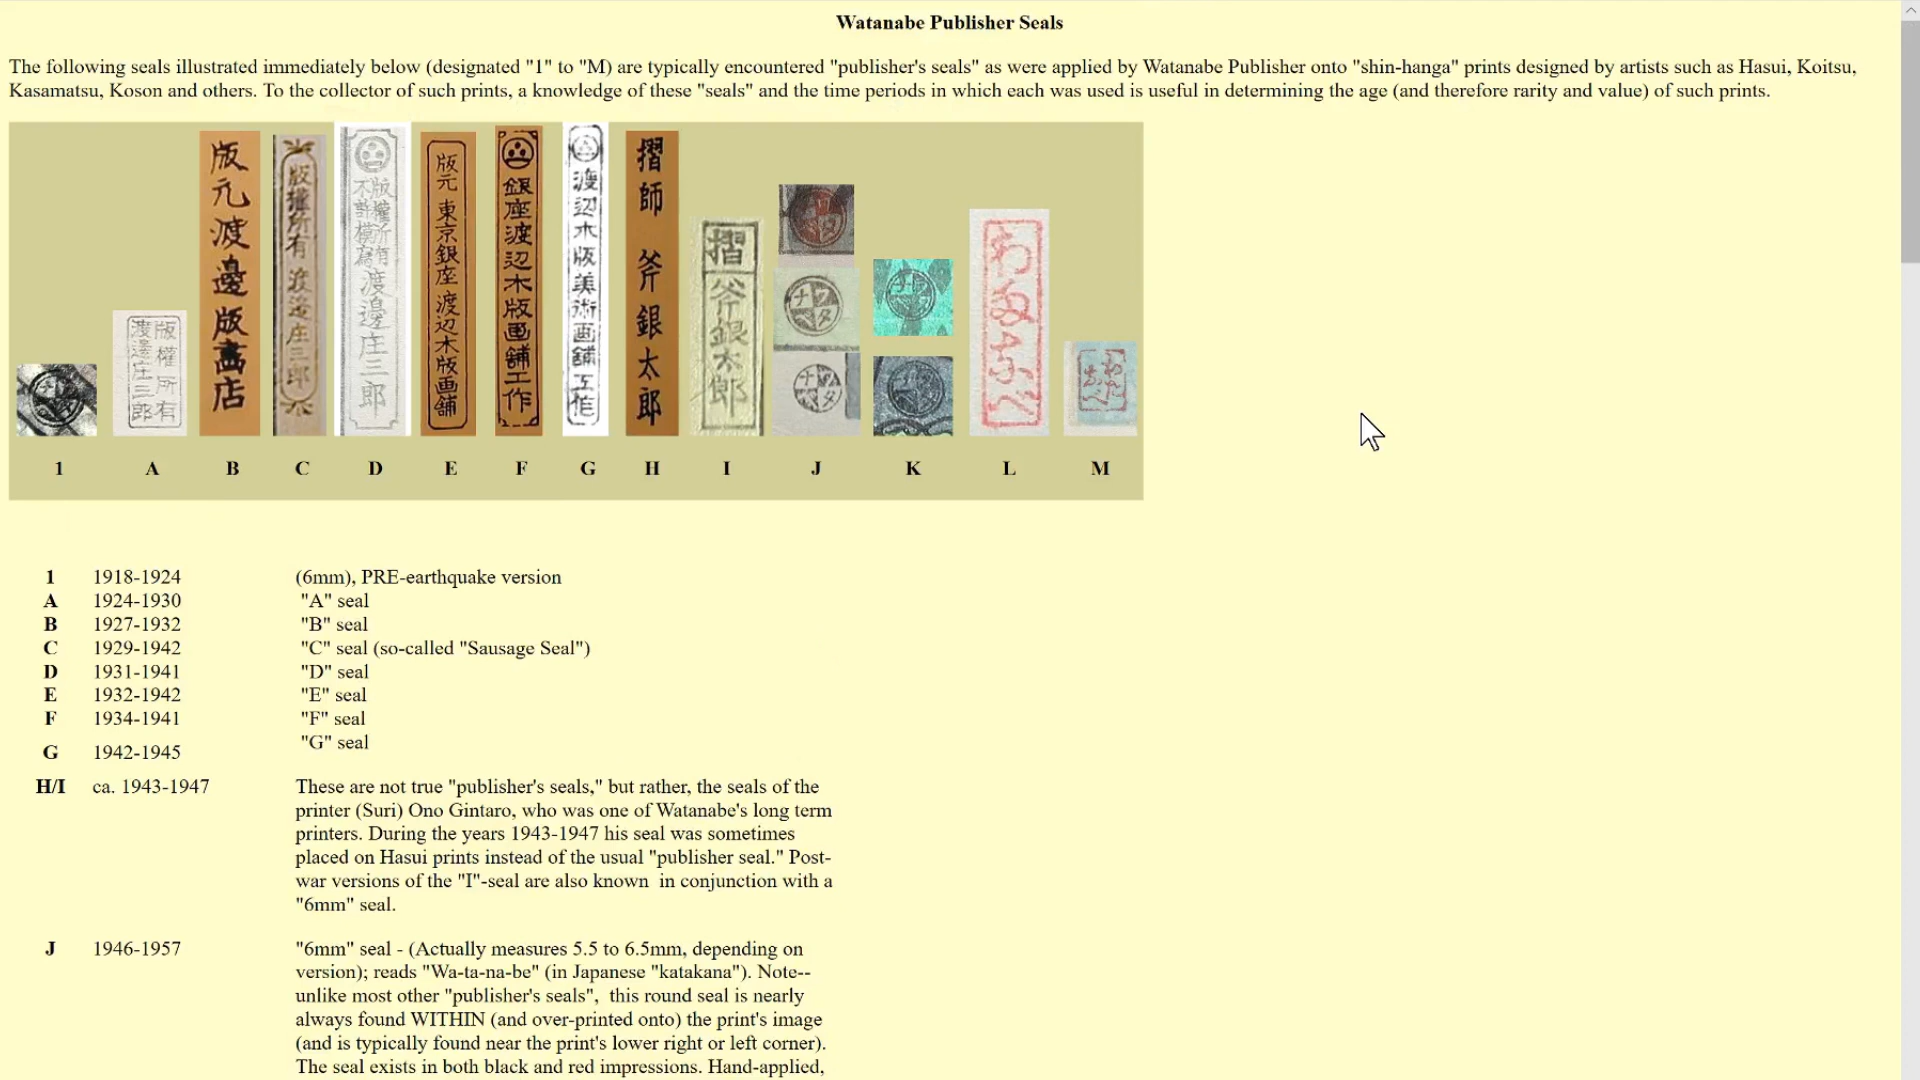 Watanabe Publisher Seals
The following seals illustrated immediately below (designated "1" to "M) are typically encountered "publisher's seals" as were applied by Watanabe Publisher onto "shin-hanga" prints designed by artists such as Hasui, Koitsu,
Kasamatsu, Koson and others. To the collector of such prints, a knowledge of these "seals" and the time periods in which each was used is useful in determining the age (and therefore rarity and value) of such prints.
版權所有
渡邊庄三郎
版元渡邊版畫店
版權所有 渡邊庄三郎
版權所有
不許模寫
渡邊庄三郎
版元 東京銀座 渡辺木版画舗
銀座渡辺木版画舗工作
渡辺木版美術画舗工作
摺師 斧銀太郎
摺 斧銀太郎
ワタナベ
わたなべ
わたなべ
1 A B C D E F G H I J K L M
1 1918-1924 (6mm), PRE-earthquake version
A 1924-1930 "A" seal
B 1927-1932 "B" seal
C 1929-1942 "C" seal (so-called "Sausage Seal")
D 1931-1941 "D" seal
E 1932-1942 "E" seal
F 1934-1941 "F" seal
G 1942-1945 "G" seal
H/I ca. 1943-1947 These are not true "publisher's seals," but rather, the seals of the
printer (Suri) Ono Gintaro, who was one of Watanabe's long term
printers. During the years 1943-1947 his seal was sometimes
placed on Hasui prints instead of the usual "publisher seal." Post-
war versions of the "I"-seal are also known in conjunction with a
"6mm" seal.
J 1946-1957 "6mm" seal - (Actually measures 5.5 to 6.5mm, depending on
version); reads "Wa-ta-na-be" (in Japanese "katakana"). Note--
unlike most other "publisher's seals", this round seal is nearly
always found WITHIN (and over-printed onto) the print's image
(and is typically found near the print's lower right or left corner).
The seal exists in both black and red impressions. Hand-applied,